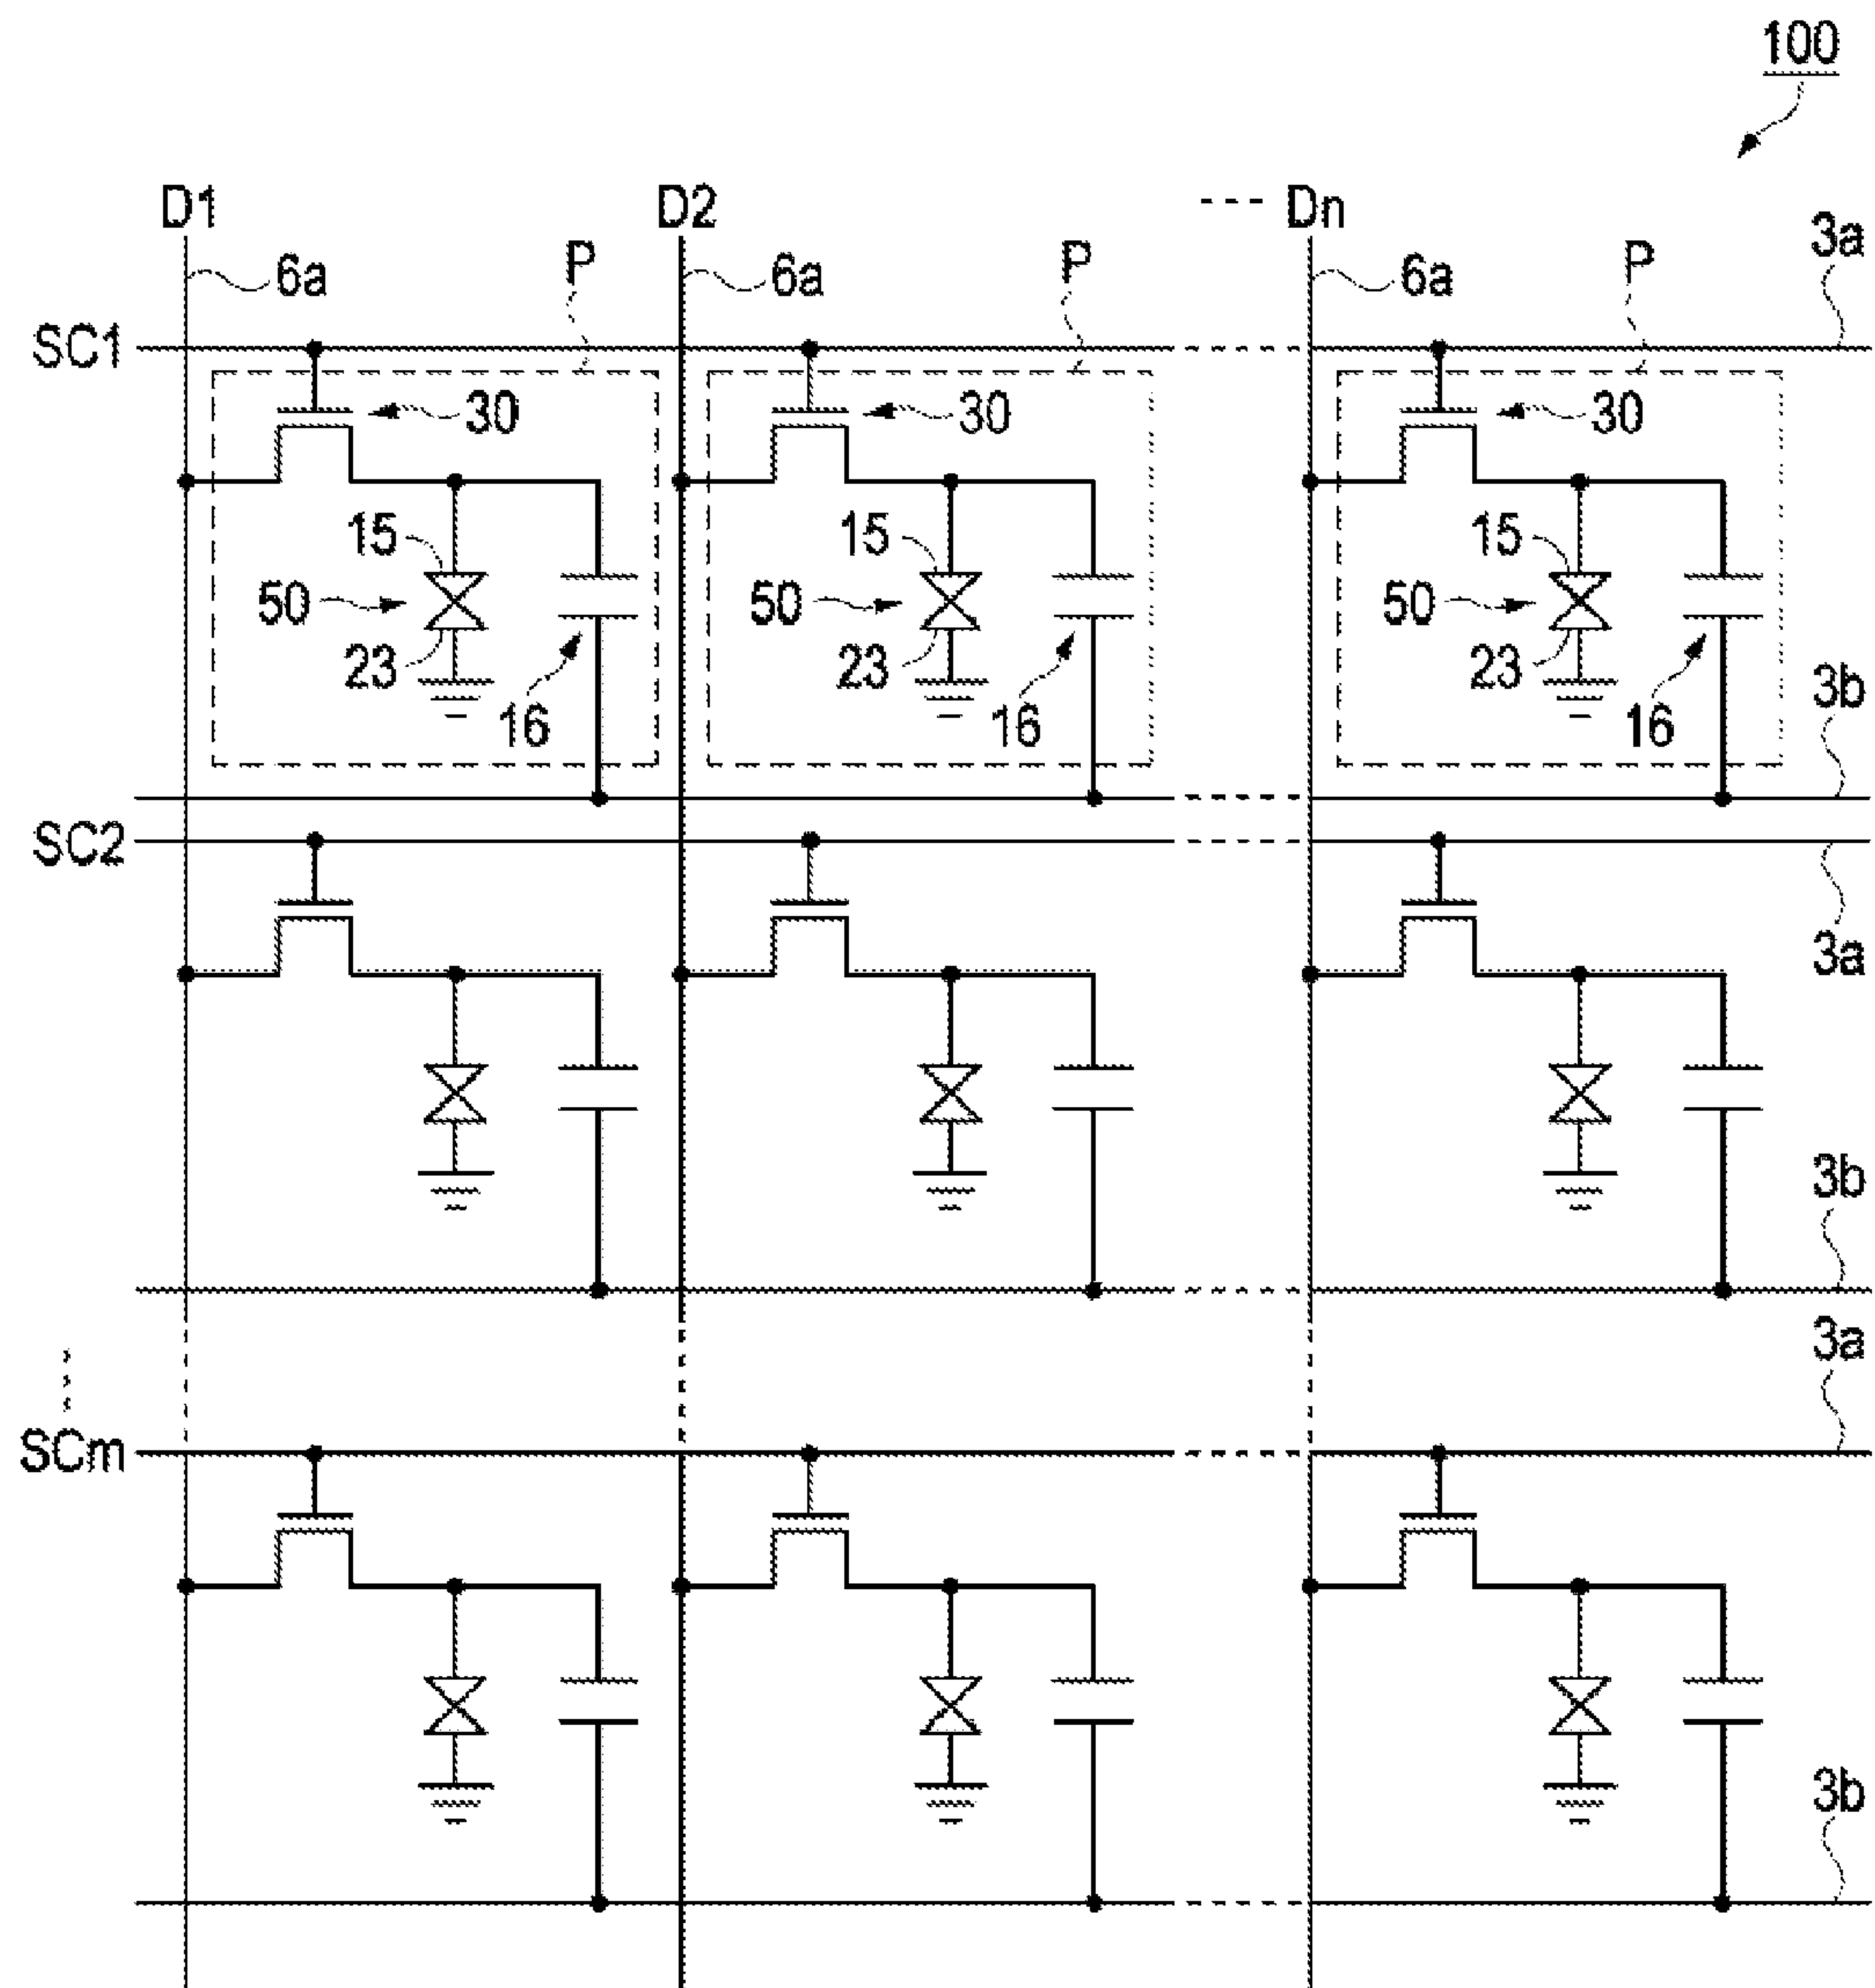 100
D1 D2 ---- Dn
6a P 6a P 6a P 3a
SC1
30 30 30
15 15 15
50 50 50
23 23 23
16 16 16
3b
SC2
3a
3b
3a
SCm
3b